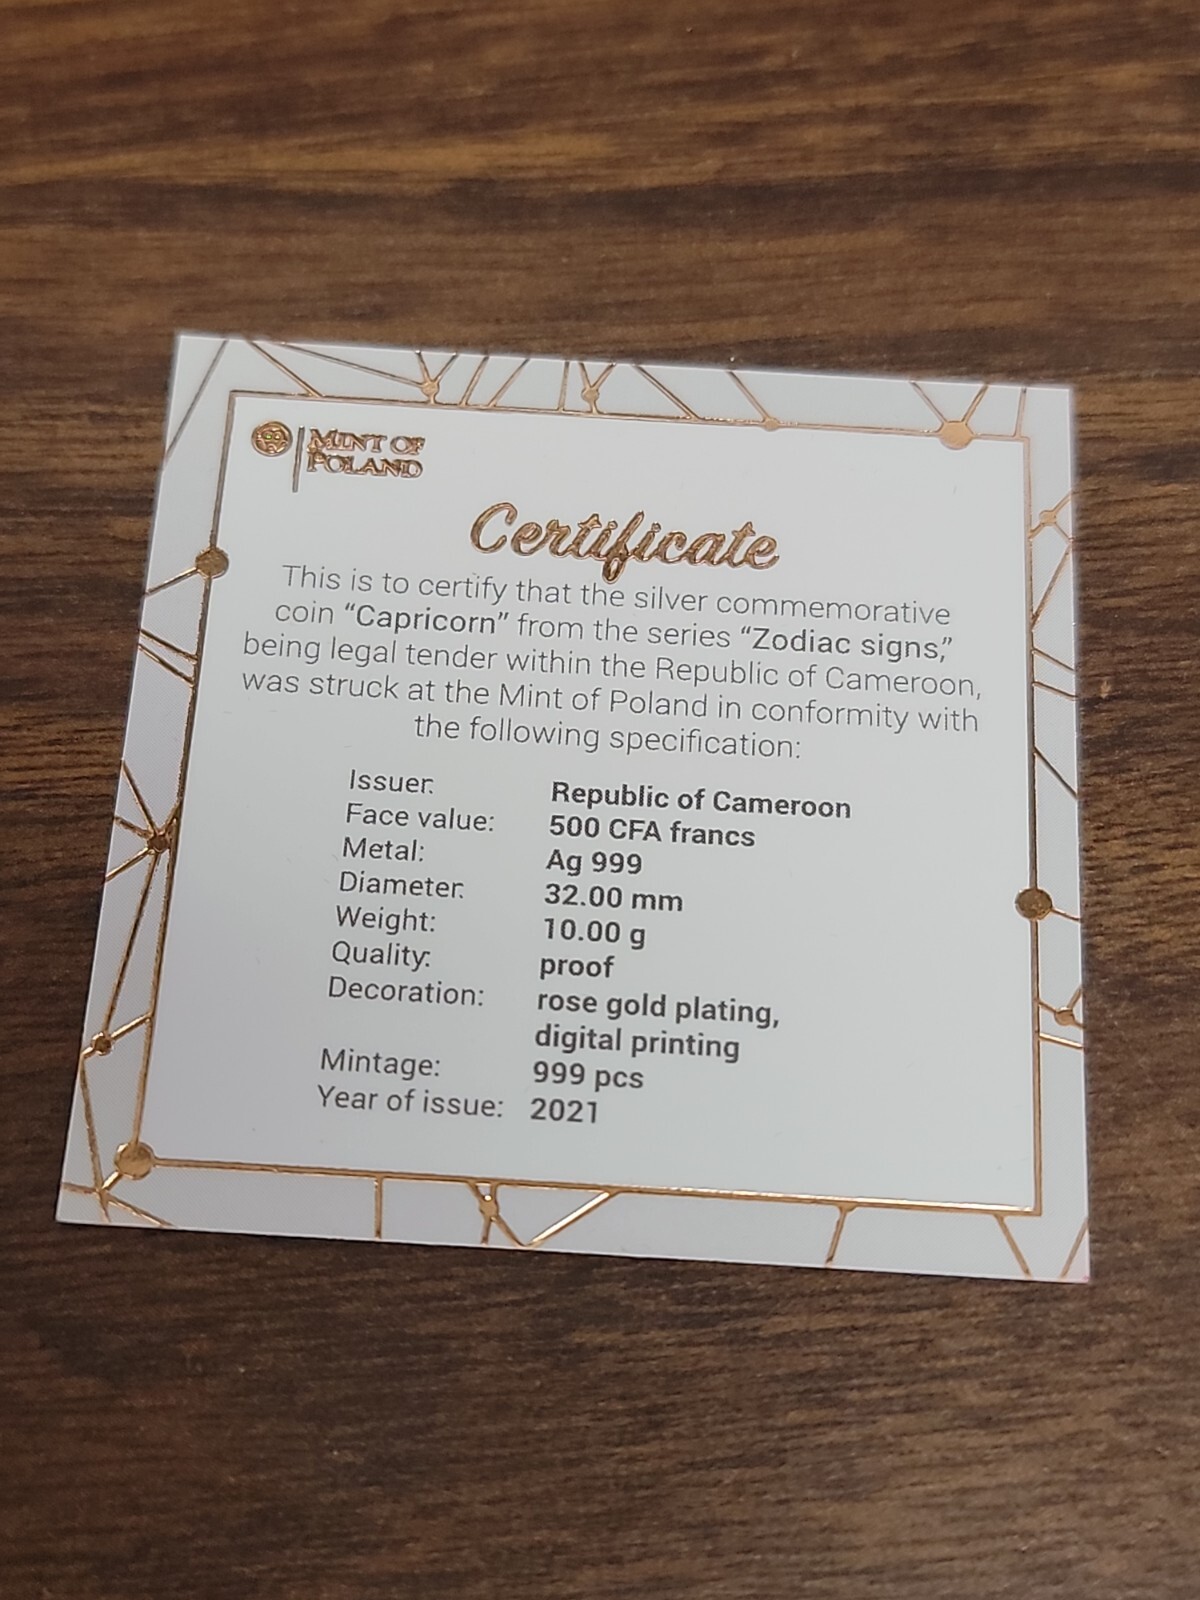 MINT OF
POLAND
Certificate
This is to certify that the silver commemorative
coin “Capricorn” from the series “Zodiac signs,”
being legal tender within the Republic of Cameroon,
was struck at the Mint of Poland in conformity with
the following specification:
Issuer: Republic of Cameroon
Face value: 500 CFA francs
Metal: Ag 999
Diameter: 32.00 mm
Weight: 10.00 g
Quality: proof
Decoration: rose gold plating,
digital printing
Mintage: 999 pcs
Year of issue: 2021